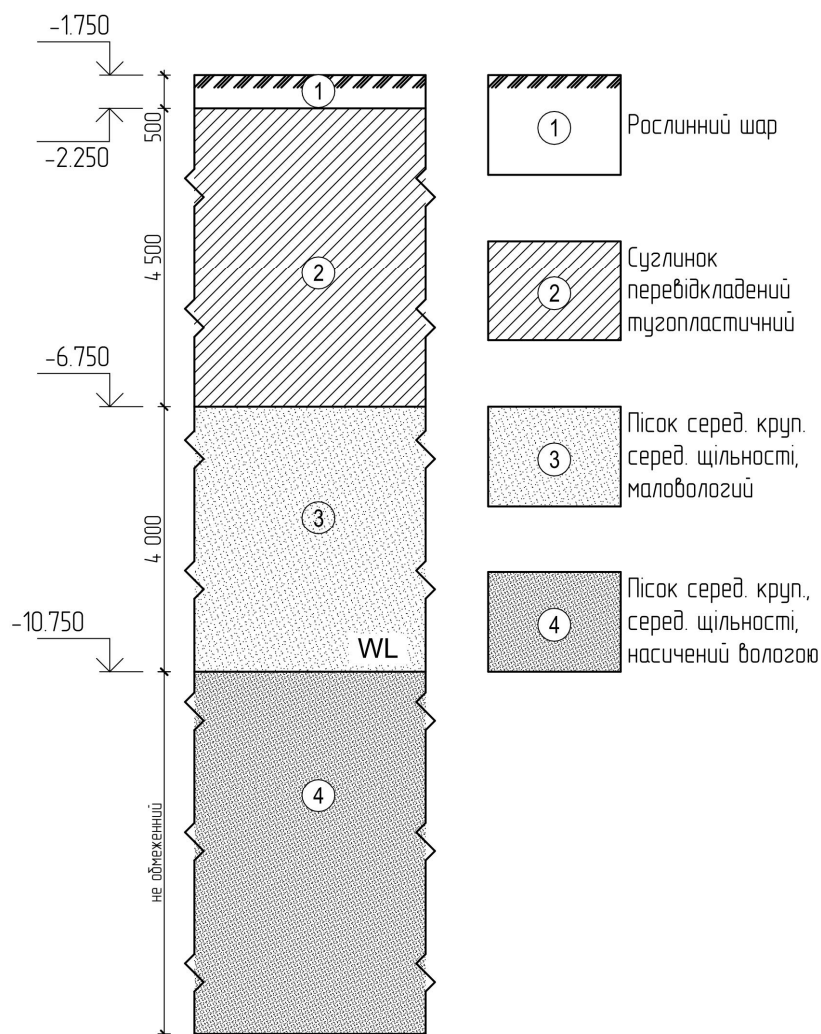 -1.750
1
500
-2.250
4 500
2
-6.750
4 000
3
-10.750
WL
4
не обмеженний
1
Рослинний шар
2
Суглинок
перевідкладений
тугопластичний
3
Пісок серед. круп.
серед. щільності,
маловологий
4
Пісок серед. круп.,
серед. щільності,
насичений вологою